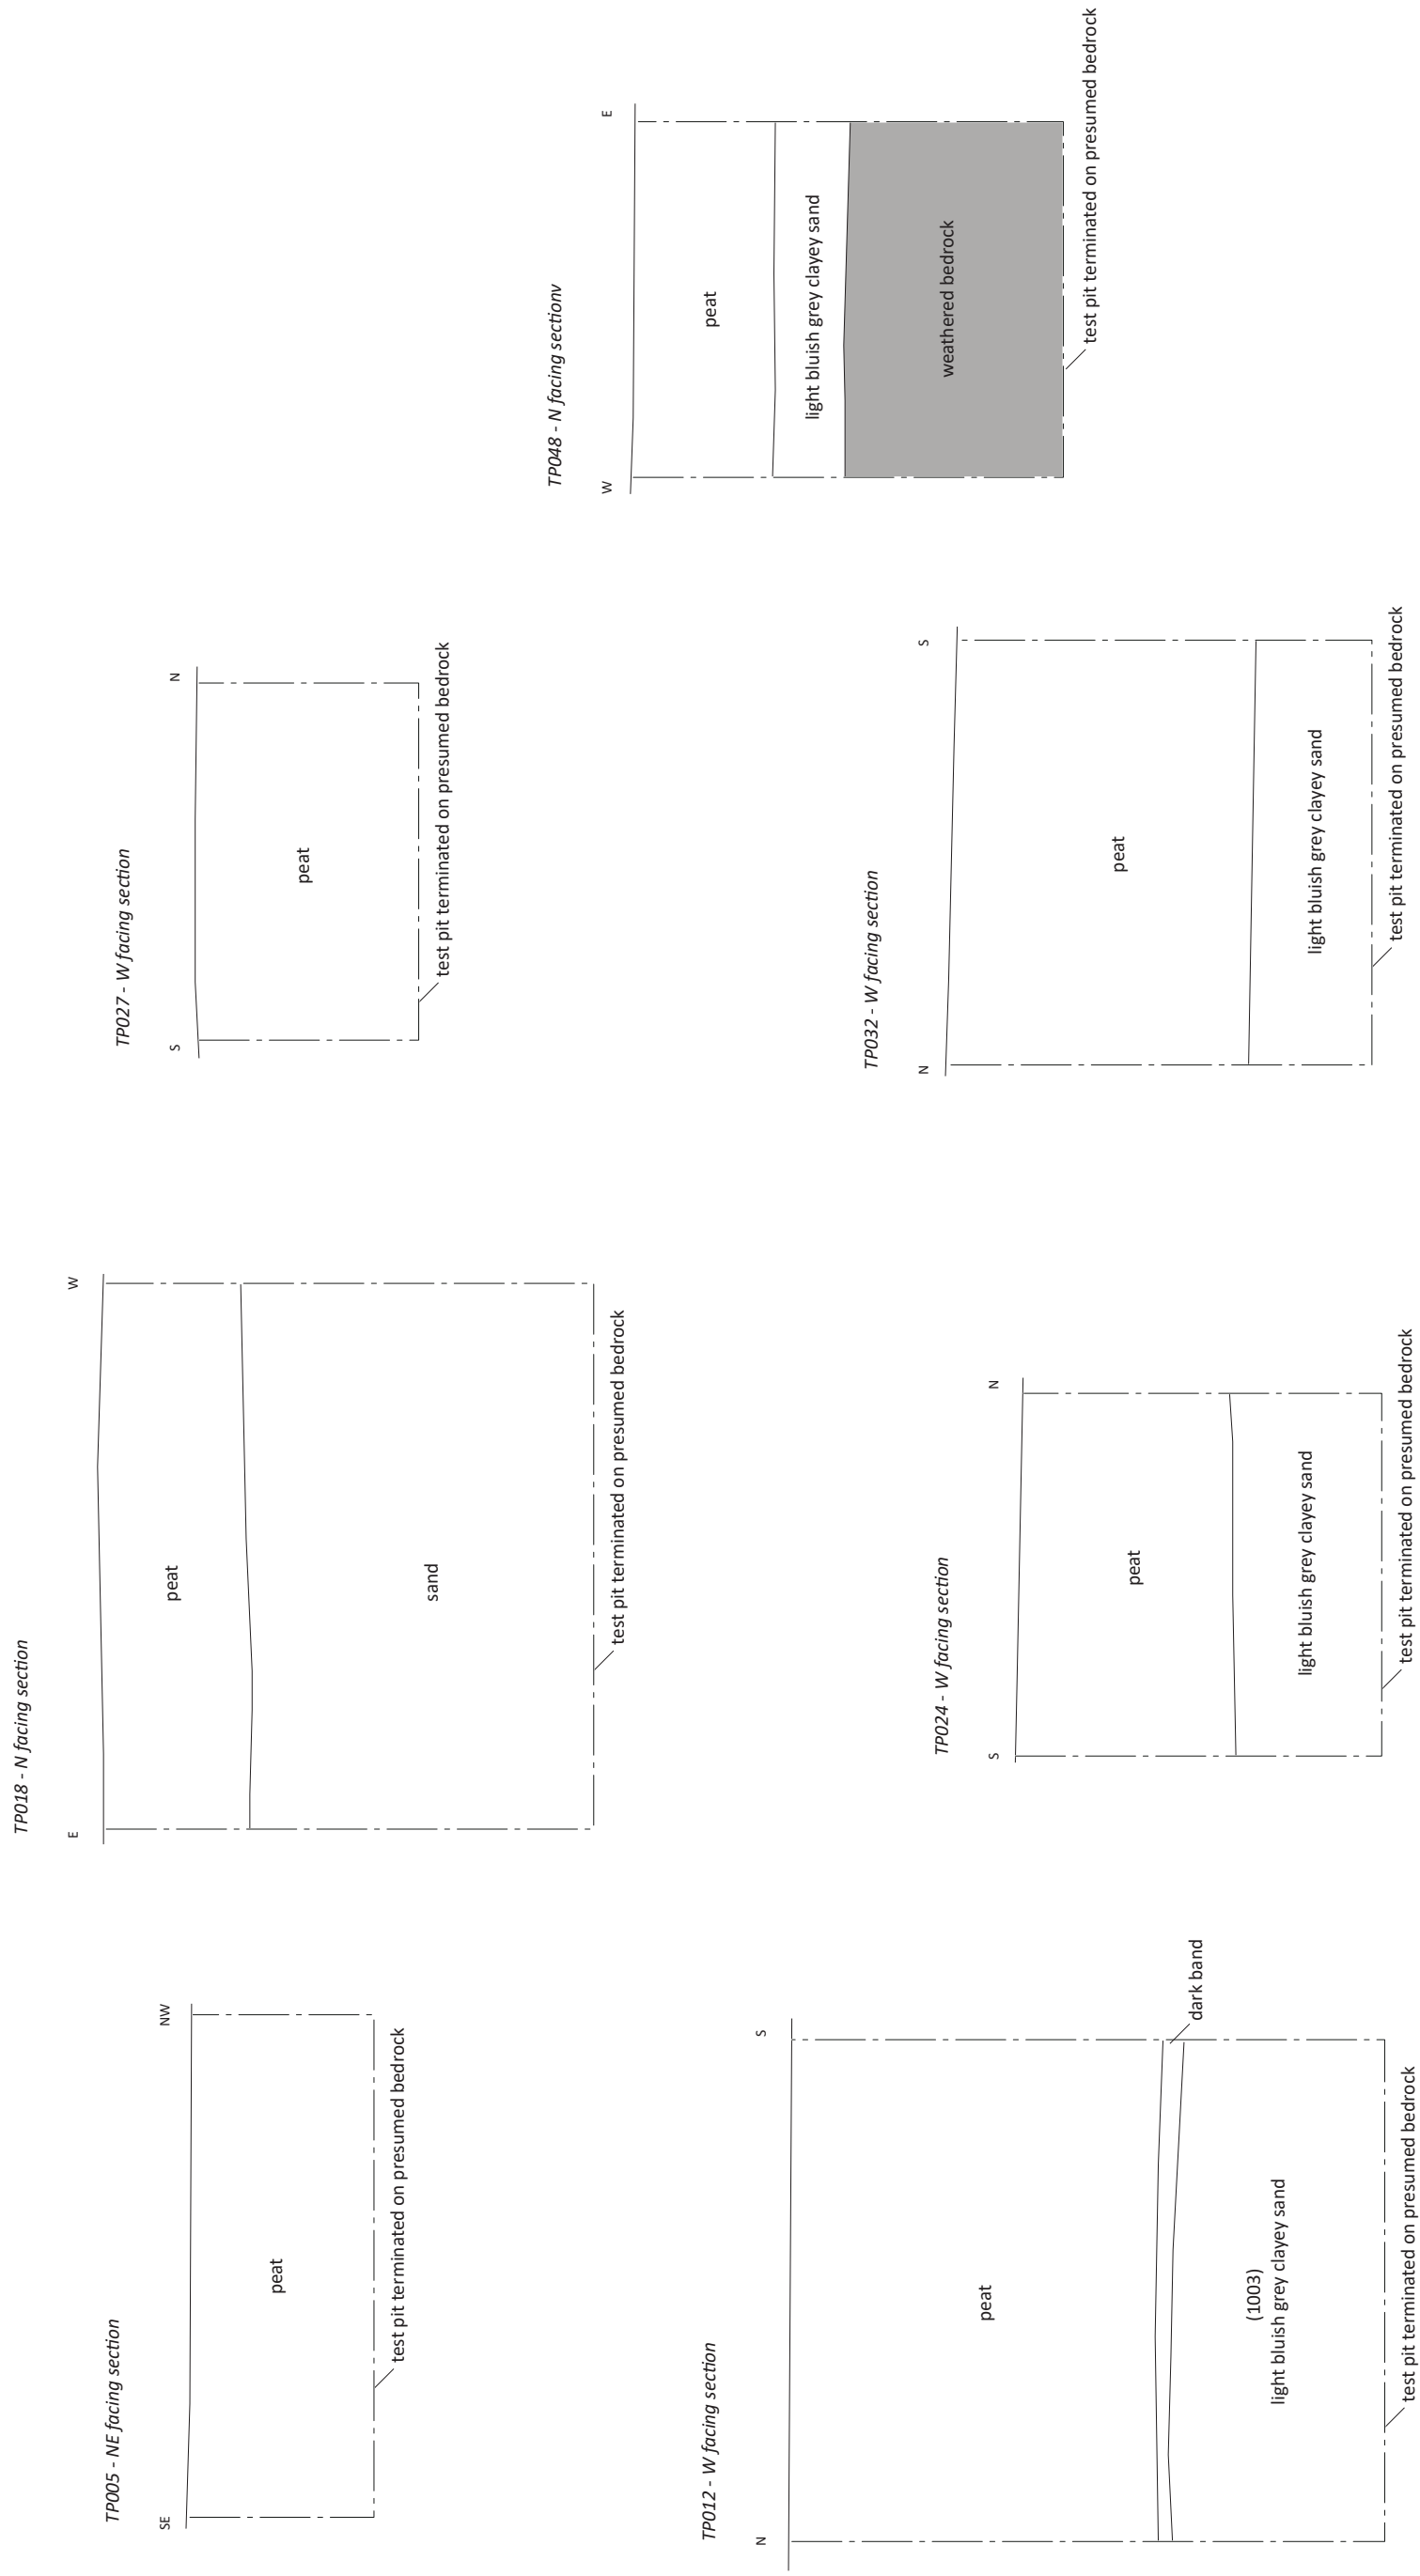 TP005 - NE facing section
SE
NW
peat
test pit terminated on presumed bedrock
TP018 - N facing section
E
W
peat
sand
test pit terminated on presumed bedrock
TP027 - W facing section
S
N
peat
test pit terminated on presumed bedrock
TP048 - N facing sectionv
W
E
peat
light bluish grey clayey sand
weathered bedrock
test pit terminated on presumed bedrock
TP012 - W facing section
N
S
peat
dark band
(1003)
light bluish grey clayey sand
test pit terminated on presumed bedrock
TP024 - W facing section
S
N
peat
light bluish grey clayey sand
test pit terminated on presumed bedrock
TP032 - W facing section
N
S
peat
light bluish grey clayey sand
test pit terminated on presumed bedrock